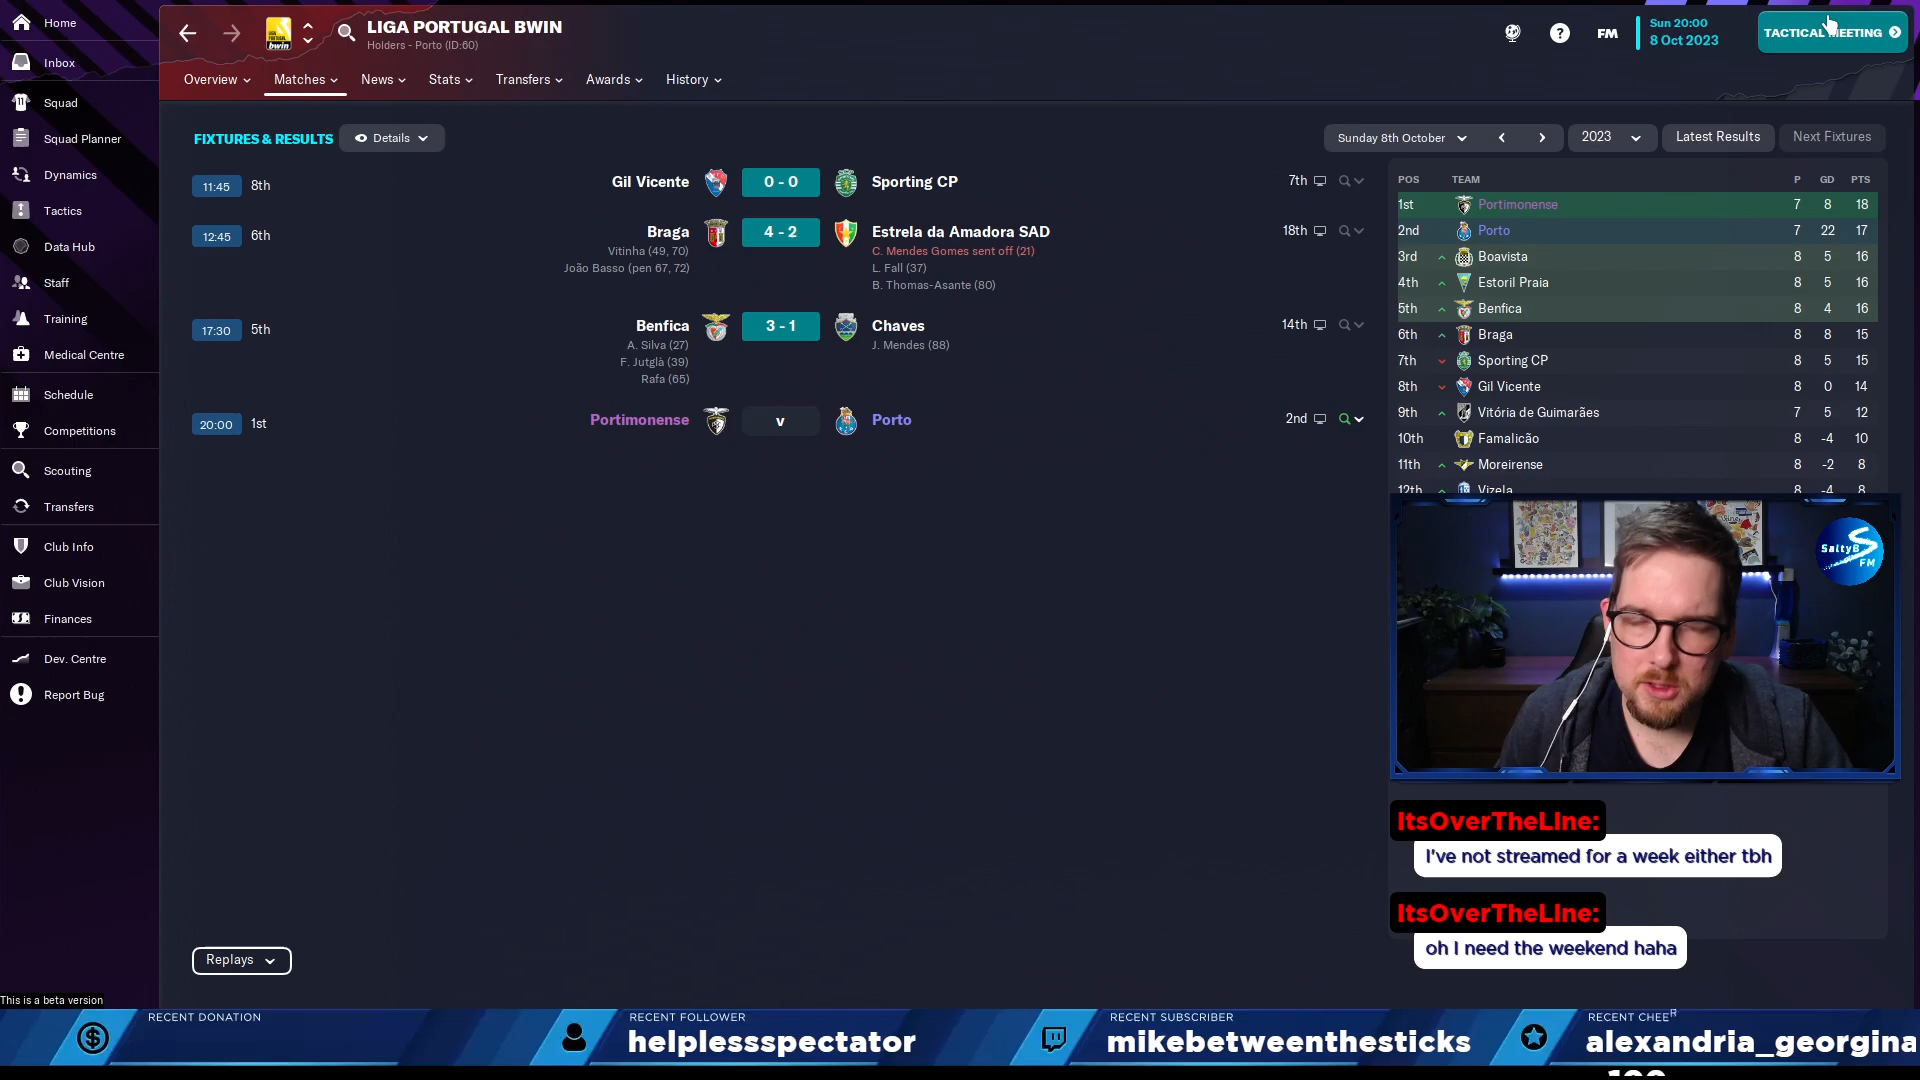 Home
Inbox
Squad
Squad Planner
Dynamics
Tactics
Data Hub
Staff
Training
Medical Centre
Schedule
Competitions
Scouting
Transfers
Club Info
Club Vision
Finances
Dev. Centre
Report Bug
This is a beta version
LIGA PORTUGAL BWIN
Holders - Porto (ID:60)
FM
Sun 20:00
8 Oct 2023
TACTICAL MEETING
Overview
Matches
News
Stats
Transfers
Awards
History
FIXTURES & RESULTS
Details
Sunday 8th October
2023
Latest Results
Next Fixtures
11:45 8th Gil Vicente 0 - 0 Sporting CP 7th
12:45 6th Braga 4 - 2 Estrela da Amadora SAD 18th
Vitinha (49, 70) C. Mendes Gomes sent off (21)
João Basso (pen 67, 72) L. Fall (37)
B. Thomas-Asante (80)
17:30 5th Benfica 3 - 1 Chaves 14th
A. Silva (27) J. Mendes (88)
F. Jutglà (39)
Rafa (65)
20:00 1st Portimonense v Porto 2nd
Replays
POS TEAM P GD PTS
1st Portimonense 7 8 18
2nd Porto 7 22 17
3rd Boavista 8 5 16
4th Estoril Praia 8 5 16
5th Benfica 8 4 16
6th Braga 8 8 15
7th Sporting CP 8 5 15
8th Gil Vicente 8 0 14
9th Vitória de Guimarães 7 5 12
10th Famalicão 8 -4 10
11th Moreirense 8 -2 8
12th Vizela 8 -4 8
SaltyB
S
FM
ItsOverTheLIne:
I've not streamed for a week either tbh
ItsOverTheLIne:
oh I need the weekend haha
RECENT DONATION
RECENT FOLLOWER
helplessspectator
RECENT SUBSCRIBER
mikebetweenthesticks
RECENT CHEER
alexandria_georgina